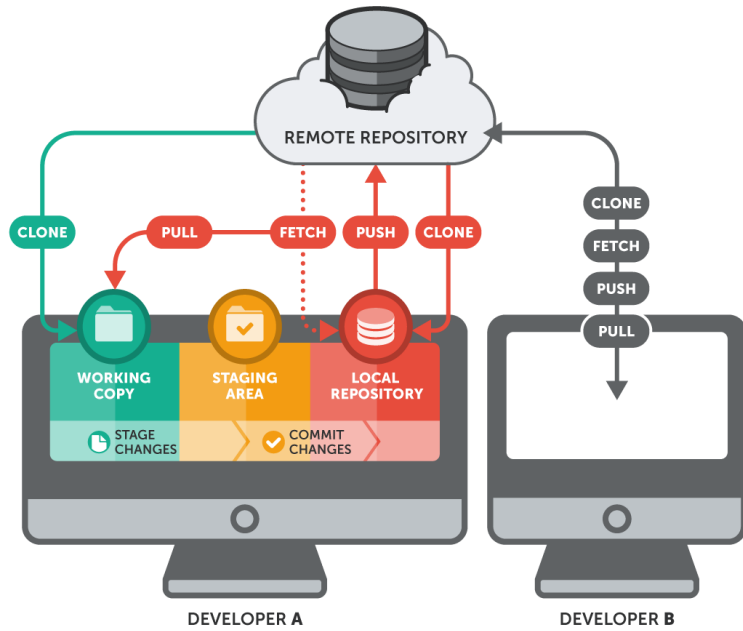 REMOTE REPOSITORY
CLONE
PULL
FETCH
PUSH
CLONE
CLONE
FETCH
PUSH
PULL
WORKING
COPY
STAGING
AREA
LOCAL
REPOSITORY
STAGE
CHANGES
COMMIT
CHANGES
DEVELOPER A
DEVELOPER B